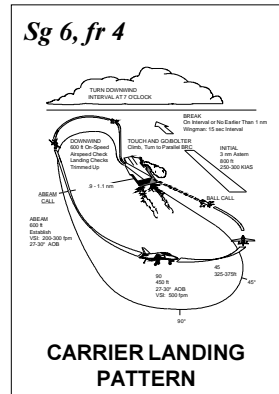 Sg 6, fr 4
TURN DOWNWIND
INTERVAL AT 7 O'CLOCK
BREAK
On Interval or No Earlier Than 1 nm
Wingman: 15 sec Interval
DOWNWIND
600 ft On-Speed
Airspeed Check
Landing Checks
Trimmed Up
TOUCH AND GO/BOLTER
Climb, Turn to Parallel BRC
INITIAL
3 nm Astern
800 ft
250-300 KIAS
.9 - 1.1 nm
ABEAM
CALL
BALL CALL
ABEAM
600 ft
Establish
VSI: 200-300 fpm
27-30° AOB
90
450 ft
27-30° AOB
VSI: 500 fpm
45
325-375ft
45°
90°
CARRIER LANDING
PATTERN